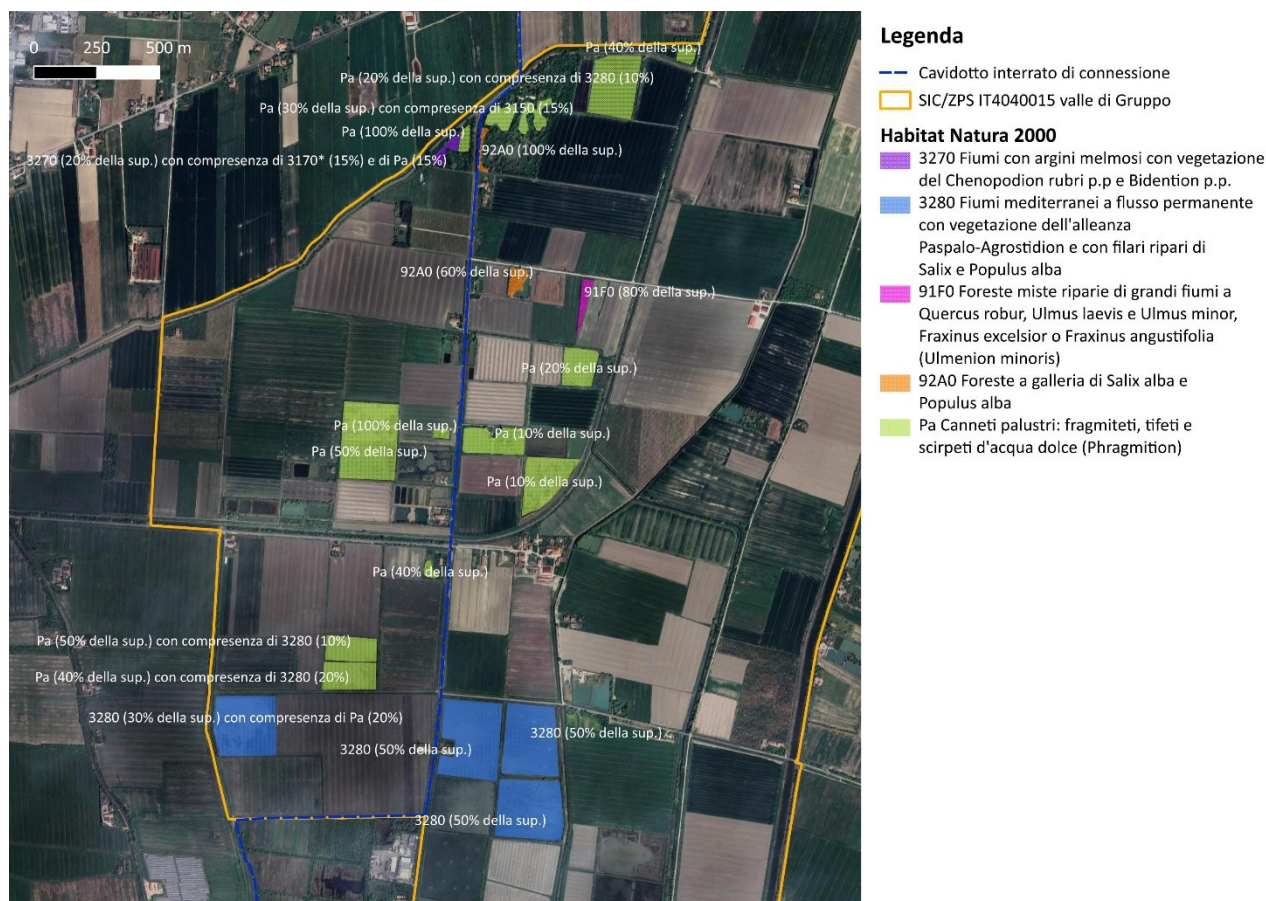 0 250 500 m
Pa (40% della sup.)
Pa (20% della sup.) con compresenza di 3280 (10%)
Pa (30% della sup.) con compresenza di 3150 (15%)
Pa (100% della sup.)
92A0 (100% della sup.)
3270 (20% della sup.) con compresenza di 3170* (15%) e di Pa (15%)
92A0 (60% della sup.)
91F0 (80% della sup.)
Pa (20% della sup.)
Pa (100% della sup.)
Pa (10% della sup.)
Pa (50% della sup.)
Pa (10% della sup.)
Pa (40% della sup.)
Pa (50% della sup.) con compresenza di 3280 (10%)
Pa (40% della sup.) con compresenza di 3280 (20%)
3280 (30% della sup.) con compresenza di Pa (20%)
3280 (50% della sup.)
3280 (50% della sup.)
3280 (50% della sup.)
Legenda
Cavidotto interrato di connessione
SIC/ZPS IT4040015 valle di Gruppo
Habitat Natura 2000
3270 Fiumi con argini melmosi con vegetazione
del Chenopodion rubri p.p e Bidention p.p.
3280 Fiumi mediterranei a flusso permanente
con vegetazione dell'alleanza
Paspalo-Agrostidion e con filari ripari di
Salix e Populus alba
91F0 Foreste miste riparie di grandi fiumi a
Quercus robur, Ulmus laevis e Ulmus minor,
Fraxinus excelsior o Fraxinus angustifolia
(Ulmenion minoris)
92A0 Foreste a galleria di Salix alba e
Populus alba
Pa Canneti palustri: fragmiteti, tifeti e
scirpeti d'acqua dolce (Phragmition)